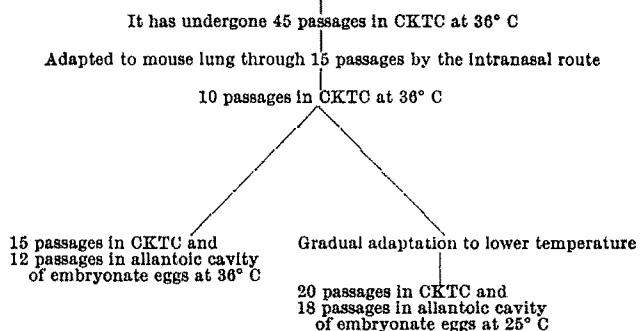 It has undergone 45 passages in CKTC at 36° C
Adapted to mouse lung through 15 passages by the intranasal route
10 passages in CKTC at 36° C
15 passages in CKTC and
12 passages in allantoic cavity
of embryonate eggs at 36° C
Gradual adaptation to lower temperature
20 passages in CKTC and
18 passages in allantoic cavity
of embryonate eggs at 25° C